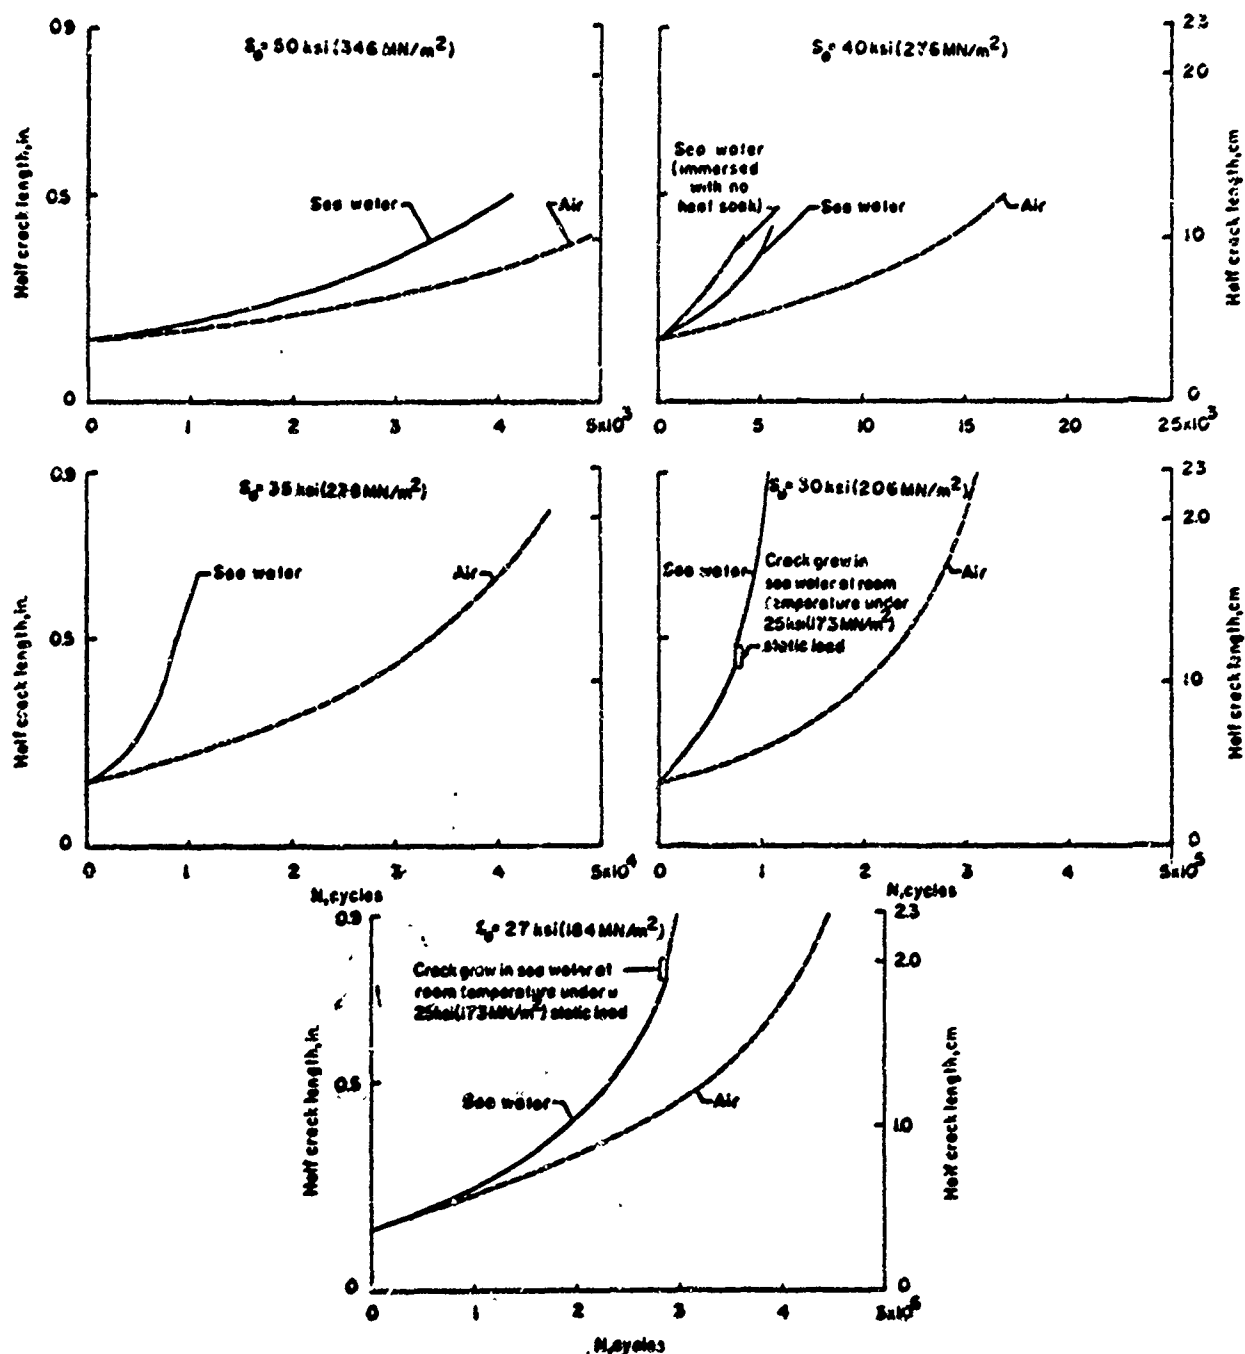 S₀= 50 ksi (346 MN/m²)
0.9
0.5
0
Half crack length, in.
Sea water
Air
0 1 2 3 4 5x10³
S₀= 40 ksi (276 MN/m²)
Sea water
(immersed
with no
heat soak)
Sea water
Air
0 5 10 15 20 25x10³
23
20
10
0
Half crack length, cm
S₀= 35 ksi (238 MN/m²)
0.9
0.5
0
Half crack length, in.
Sea water
Air
0 1 2 3 4 5x10⁴
N, cycles
S₀= 30 ksi (206 MN/m²)
Sea water
Crack grew in
sea water at room
temperature under
25 ksi (173 MN/m²)
static load
Air
0 1 2 3 4 5x10⁵
N, cycles
2.3
2.0
1.0
0
Half crack length, cm
S₀= 27 ksi (184 MN/m²)
0.9
0.5
0
Half crack length, in.
Crack grow in sea water at
room temperature under a
25 ksi (173 MN/m²) static load
Sea water
Air
2.3
2.0
1.0
0
Half crack length, cm
0 1 2 3 4 5x10⁶
N, cycles